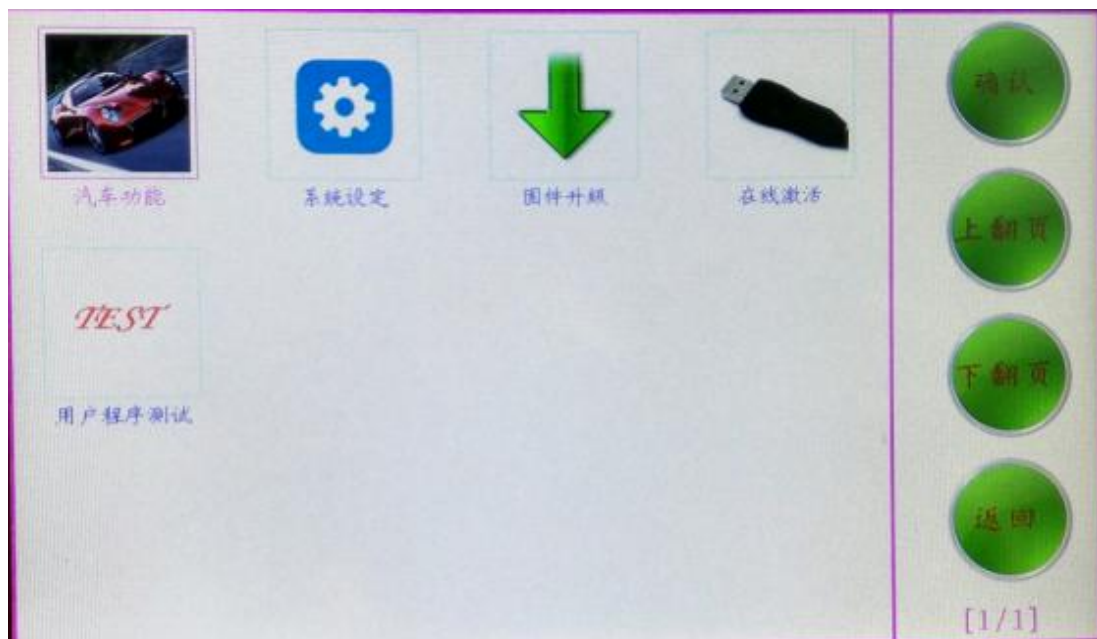 汽车功能
系统设定
固件升级
在线激活
TEST
用户程序测试
确认
上翻页
下翻页
返回
[1/1]